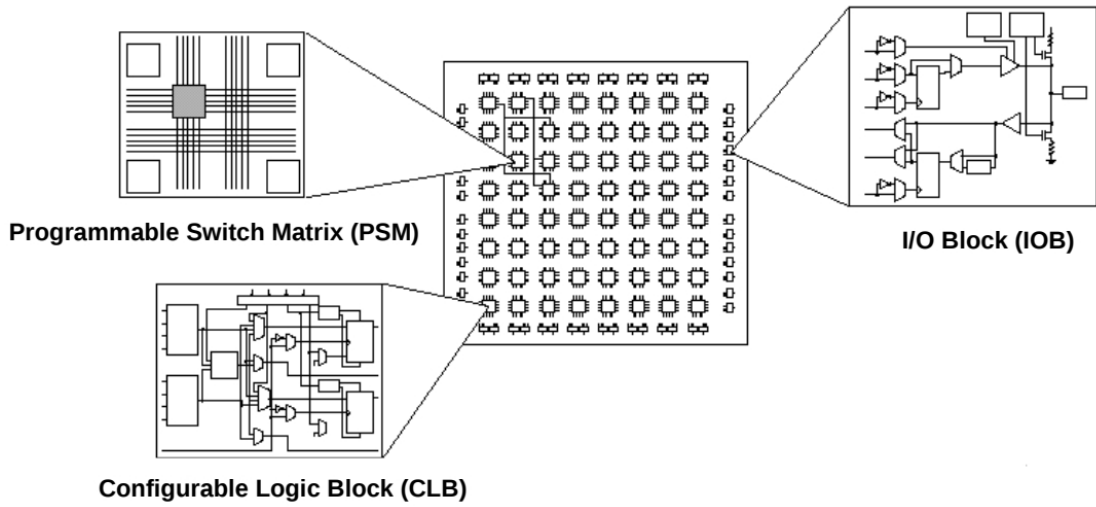 Programmable Switch Matrix (PSM)
I/O Block (IOB)
Configurable Logic Block (CLB)